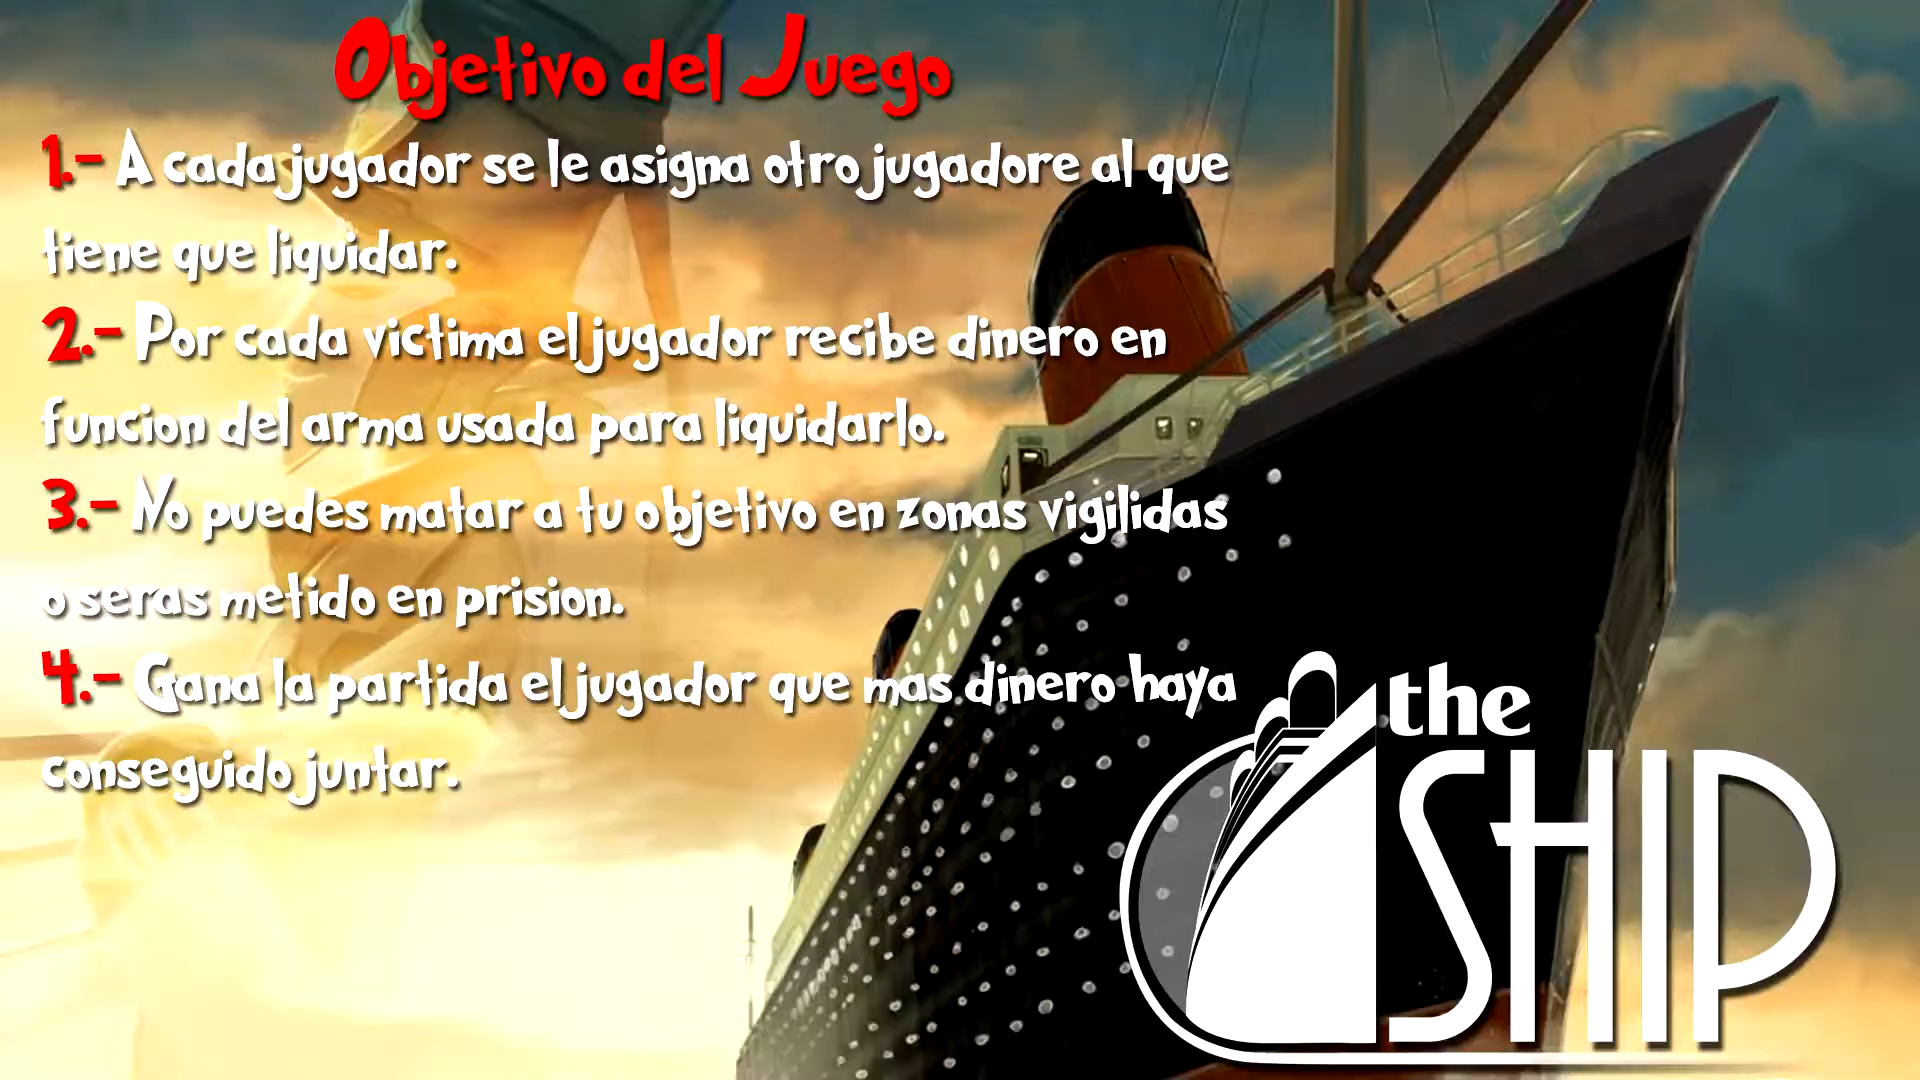 Objetivo del Juego
1.- A cada jugador se le asigna otro jugadore al que
tiene que liquidar.
2.- Por cada victima el jugador recibe dinero en
funcion del arma usada para liquidarlo.
3.- No puedes matar a tu objetivo en zonas vigilidas
o seras metido en prision.
4.- Gana la partida el jugador que mas dinero haya
conseguido juntar.
the
SHIP